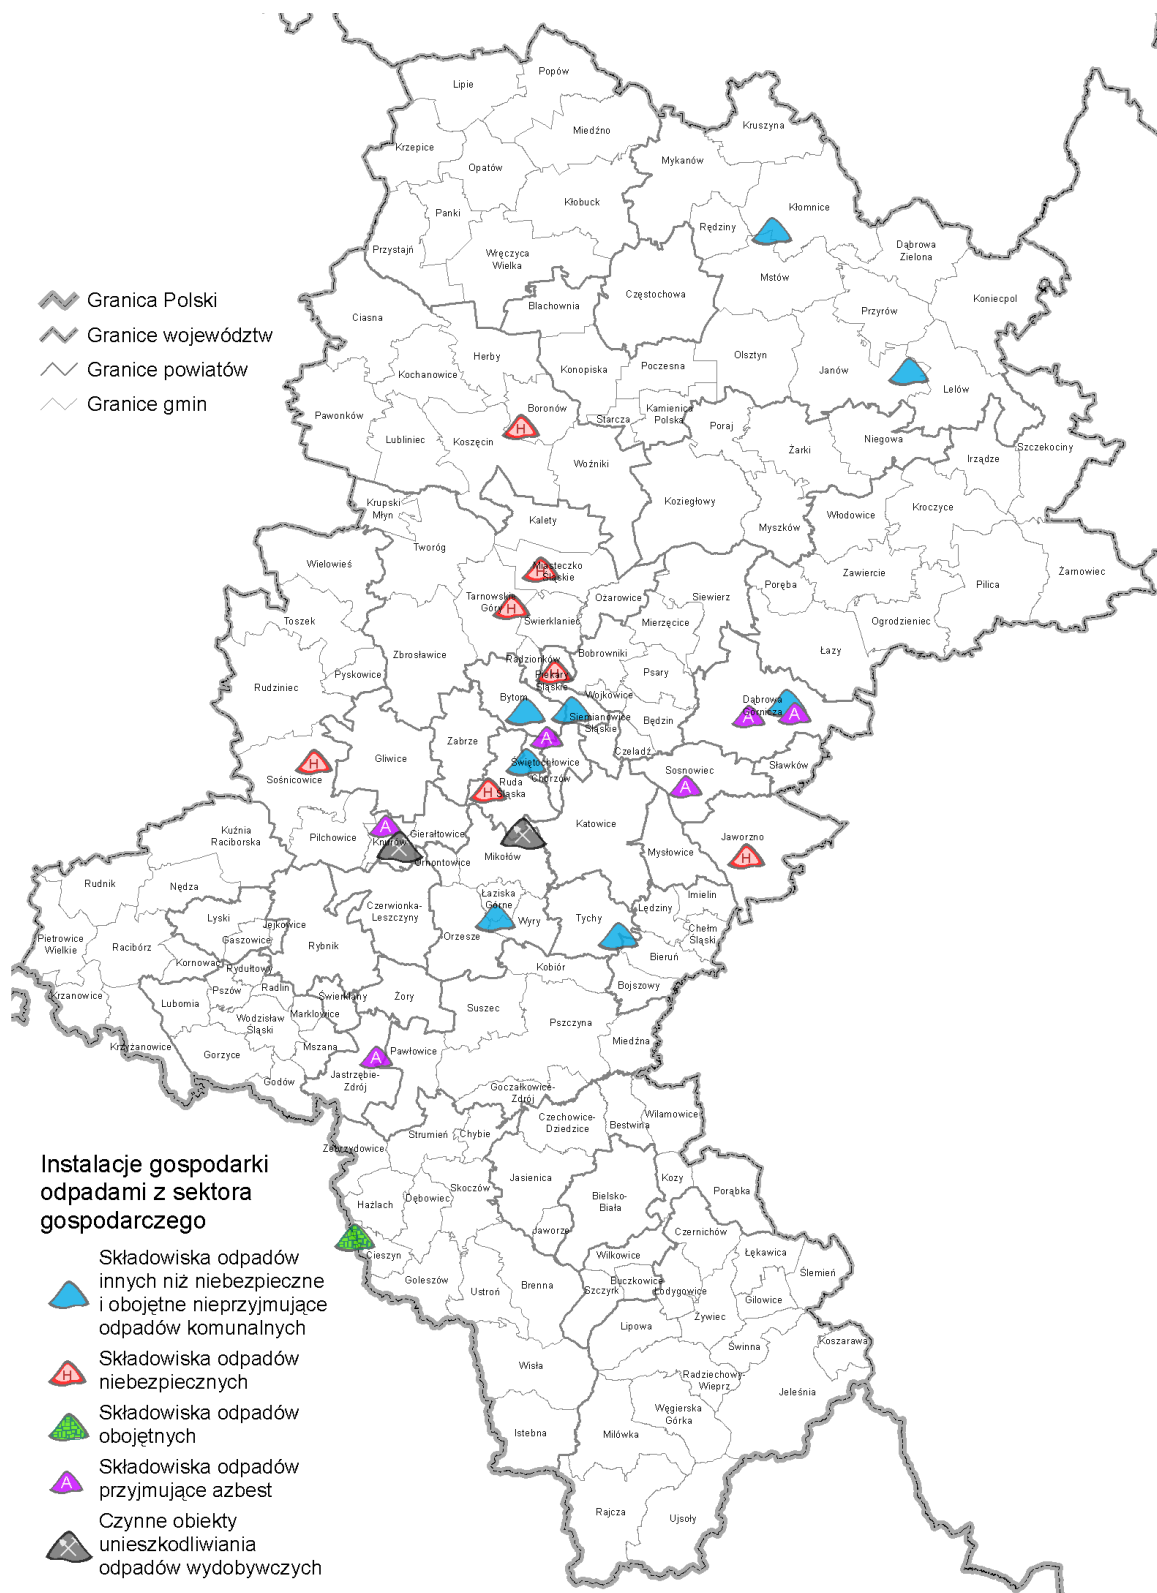 Lipie
Popów
Kruszyna
Miedźno
Krzepice
Mykanów
Opatów
Kłobuck
Kłomnice
Panki
Rędziny
Przystajń
Wręczyca
Wielka
Dąbrowa
Zielona
Mstów
Częstochowa
Koniecpol
Blachownia
Przyrów
Ciasna
Granica Polski
Granice województw
Granice powiatów
Granice gmin
Herby
Konopiska
Poczesna
Olsztyn
Janów
Kochanowice
Lelów
Pawonków
Boronów
Starcza
Kamienica
Polska
Poraj
Lubliniec
Koszęcin
Żarki
Niegowa
Szczekociny
Irządze
Woźniki
Krupski
Młyn
Koziegłowy
Kroczyce
Włodowice
Kalety
Myszków
Tworóg
Wielowieś
Miasteczko
Śląskie
Zawiercie
Żarnowiec
Poręba
Pilica
Tarnowskie
Góry
H
H
Ożarowice
Siewierz
Toszek
Świerklaniec
Mierzęcice
Ogrodzieniec
Łazy
Zbrosławice
Radzionków
Bobrowniki
Pyskowice
Rudziniec
Piekary
Śląskie
H
Psary
Wojkowice
Bytom
Dąbrowa
Górnicza
A
A
Siemianowice
Śląskie
Będzin
Zabrze
A
Czeladź
Gliwice
Świętochłowice
Chorzów
Sławków
H
Sośnicowice
Sosnowiec
A
Ruda
Śląska
H
Katowice
Kuźnia
Raciborska
Pilchowice
A
Knurów
Gierałtowice
Jaworzno
H
Mysłowice
Ornontowice
Mikołów
Rudnik
Nędza
Łaziska
Górne
Imielin
Lędziny
Czerwionka-
Leszczyny
Lyski
Jejkowice
Wyry
Tychy
Chełm
Śląski
Pietrowice
Wielkie
Racibórz
Gaszowice
Rybnik
Orzesze
Bieruń
Kornowac
Rydułtowy
Kobiór
Pszów
Radlin
Świerklany
Żory
Bojszowy
Krzanowice
Lubomia
Suszec
Wodzisław
Śląski
Marklowice
Pszczyna
Krzyżanowice
Gorzyce
Mszana
Miedźna
A
Pawłowice
Godów
Jastrzębie-
Zdrój
Goczałkowice-
Zdrój
Czechowice-
Dziedzice
Wilamowice
Bestwina
Zebrzydowice
Strumień
Chybie
Instalacje gospodarki
odpadami z sektora
gospodarczego
Jasienica
Kozy
Porąbka
Skoczów
Dębowiec
Hażlach
Bielsko-
Biała
Jaworze
Czernichów
Cieszyn
Wilkowice
Łękawica
Ślemień
Goleszów
Ustroń
Brenna
Szczyrk
Buczkowice
Łodygowice
Gilowice
Składowiska odpadów
innych niż niebezpieczne
i obojętne nieprzyjmujące
odpadów komunalnych
Lipowa
Żywiec
Świnna
Koszarawa
Wisła
Radziechowy-
Wieprz
Jeleśnia
H
Składowiska odpadów
niebezpiecznych
Składowiska odpadów
obojętnych
Węgierska
Górka
Istebna
Milówka
A
Składowiska odpadów
przyjmujące azbest
Rajcza
Ujsoły
Czynne obiekty
unieszkodliwiania
odpadów wydobywczych
H